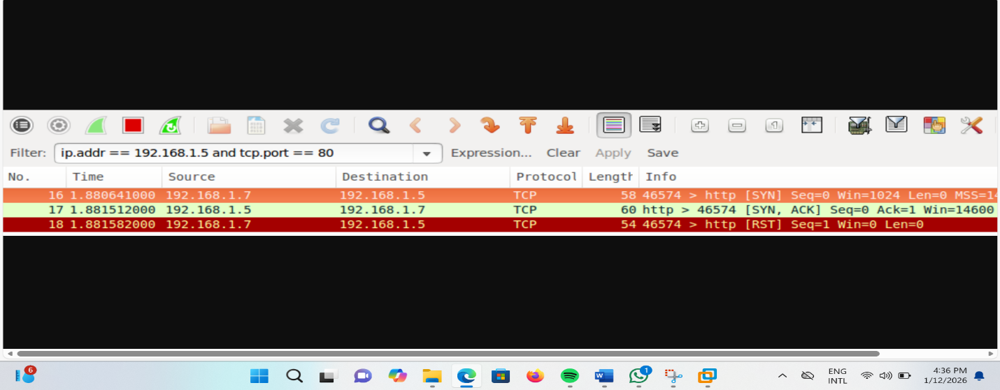 Filter: ip.addr == 192.168.1.5 and tcp.port == 80 Expression... Clear Apply Save
No. Time Source Destination Protocol Length Info
16 1.880641000 192.168.1.7 192.168.1.5 TCP 58 46574 > http [SYN] Seq=0 Win=1024 Len=0 MSS=14
17 1.881512000 192.168.1.5 192.168.1.7 TCP 60 http > 46574 [SYN, ACK] Seq=0 Ack=1 Win=14600
18 1.881582000 192.168.1.7 192.168.1.5 TCP 54 46574 > http [RST] Seq=1 Win=0 Len=0
6
W
1
ENG
INTL
4:36 PM
1/12/2026